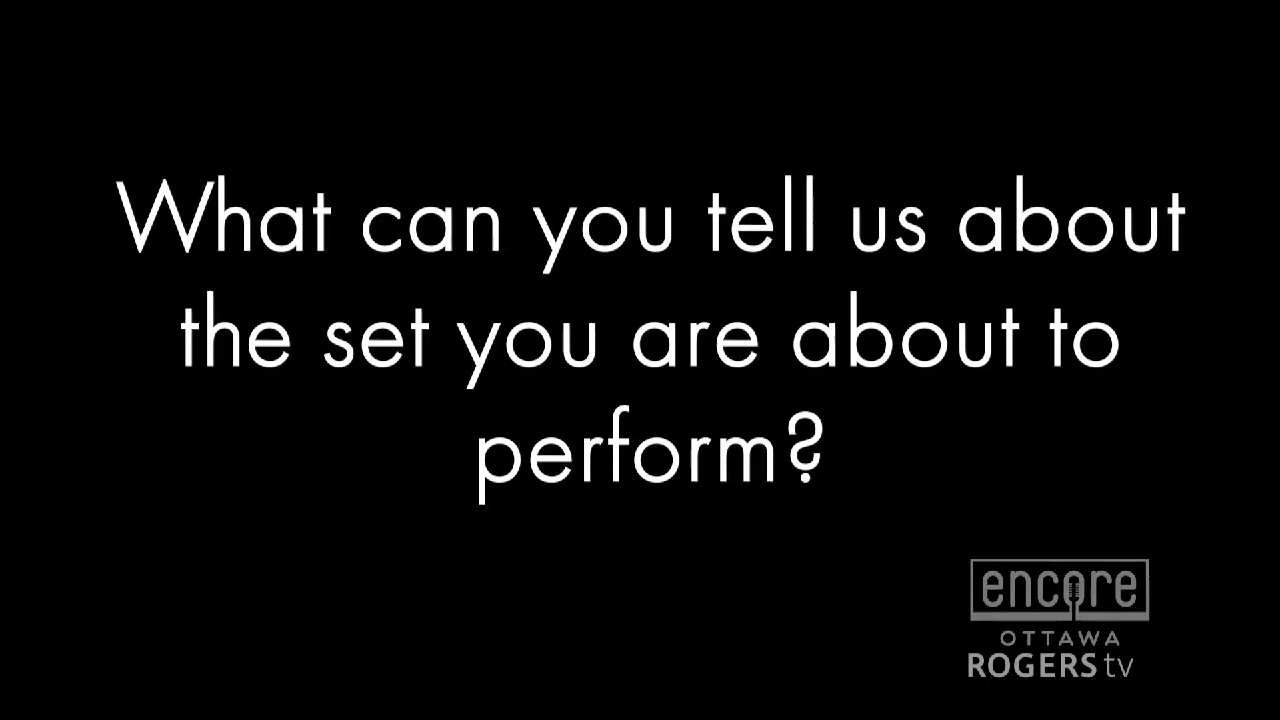 What can you tell us about
the set you are about to
perform?
encore
OTTAWA
ROGERS tv